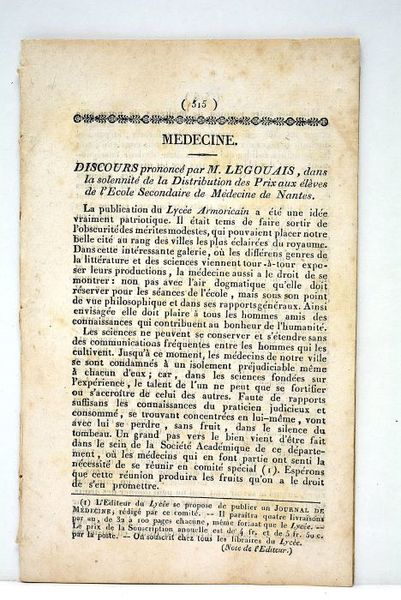 ( 515 )
MEDECINE.
DISCOURS prononcé par M. LEGOUAIS, dans
la solennité de la Distribution des Prix aux élèves
de l'Ecole Secondaire de Médecine de Nantes.
La publication du Lycée Armoricain a été une idée
vraiment patriotique. Il était tems de faire sortir de
l'obscurité des mérites modestes, qui pouvaient placer notre
belle cité au rang des villes les plus éclairées du royaume.
Dans cette intéressante galerie, où les différens genres de
la littérature et des sciences viennent tour-à-tour expo-
ser leurs productions, la médecine aussi a le droit de se
montrer: non pas avec l'air dogmatique qu'elle doit
réserver pour les séances de l'école, mais sous son point
de vue philosophique et dans ses rapports généraux. Ainsi
envisagée elle doit plaire à tous les hommes amis des
connaissances qui contribuent au bonheur de l'humanité.
Les sciences ne peuvent se conserver et s'étendre sans
des communications fréquentes entre les hommes qui les
cultivent. Jusqu'à ce moment, les médecins de notre ville
se sont condamnés à un isolement préjudiciable même
à chacun d'eux; car, dans les sciences fondées sur
l'expérience, le talent de l'un ne peut que se fortifier
ou s'accroître de celui des autres. Faute de rapports
suffisans les connaissances du praticien judicieux et
consommé, se trouvant concentrées en lui-même, vont
avec lui se perdre, sans fruit, dans le silence du
tombeau. Un grand pas vers le bien vient d'être fait
dans le sein de la Société Académique de ce départe-
ment, où les médecins qui en font partie ont senti la
nécessité de se réunir en comité spécial (1). Espérons
que cette réunion produira les fruits qu'on a le droit
de s'en promettre.
(1) L'Editeur du Lycée se propose de publier un JOURNAL DE
MÉDECINE, rédigé par ce comité. — Il paraîtra quatre livraisons
par an, de 32 à 100 pages chacune, même format que le Lycée. —
Le prix de la Souscription annuelle est de 4 fr. et de 5 fr. 50 c.
par la poste. — On souscrit chez tous les libraires du Lycée.
(Note de l'Editeur.)